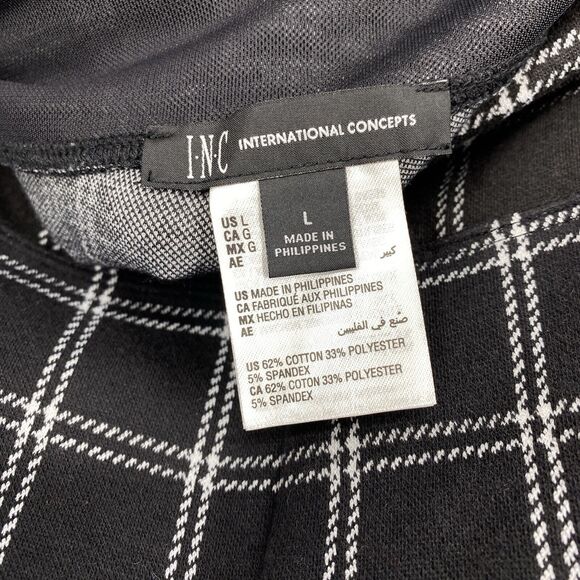 I·N·C INTERNATIONAL CONCEPTS
L
MADE IN
PHILIPPINES
US L
CA G
MX G
AE كبير
US MADE IN PHILIPPINES
CA FABRIQUÉ AUX PHILIPPINES
MX HECHO EN FILIPINAS
AE صنع في الفلبين
US 62% COTTON 33% POLYESTER
5% SPANDEX
CA 62% COTON 33% POLYESTER
5% SPANDEX